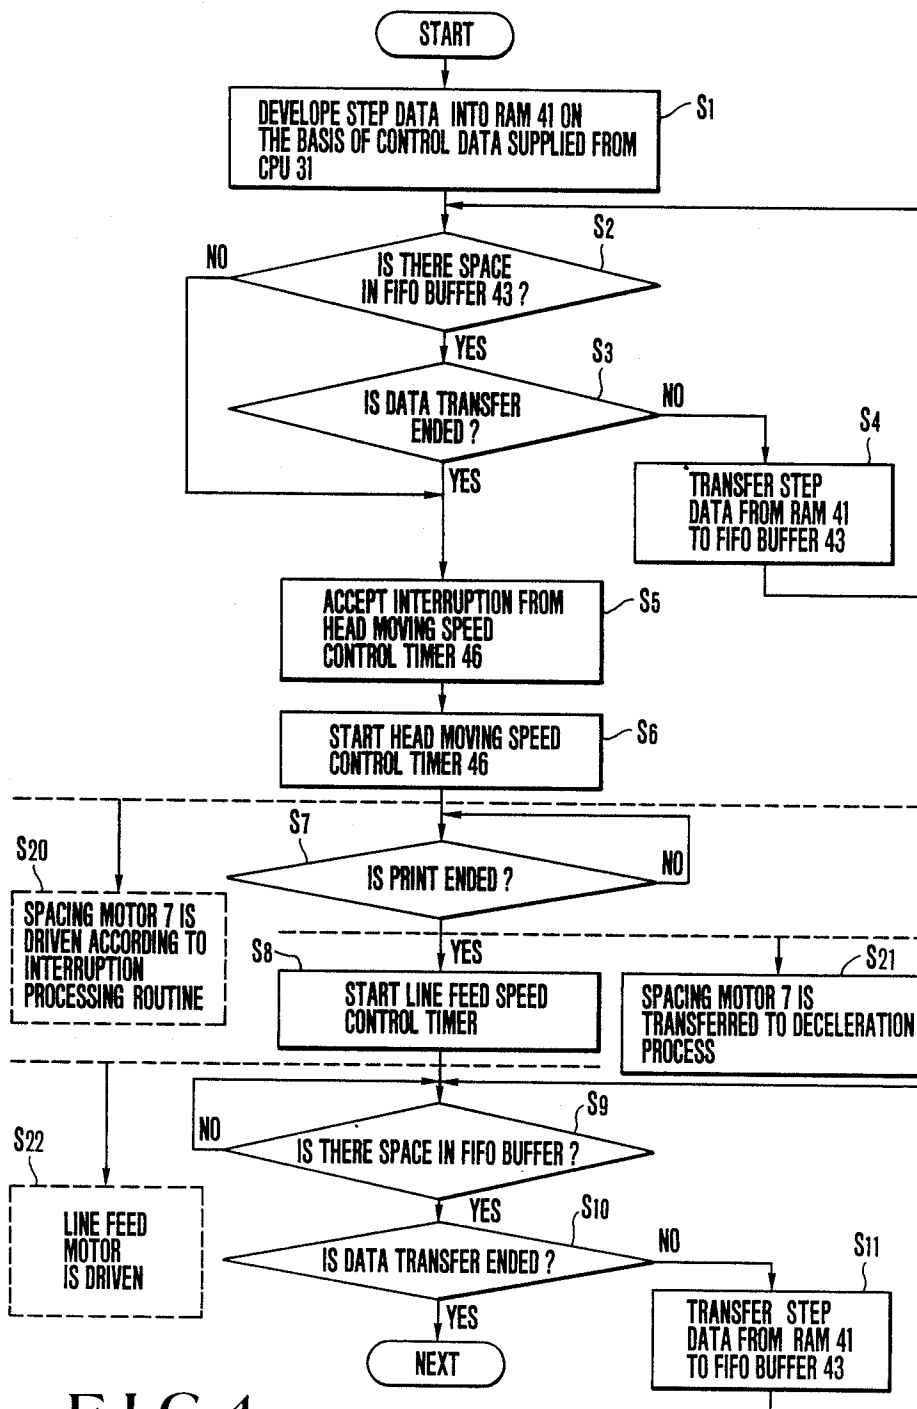 START
S1
DEVELOPE STEP DATA INTO RAM 41 ON
THE BASIS OF CONTROL DATA SUPPLIED FROM
CPU 31
S2
NO
IS THERE SPACE
IN FIFO BUFFER 43 ?
YES
S3
IS DATA TRANSFER
ENDED ?
NO
S4
YES
TRANSFER STEP
DATA FROM RAM 41
TO FIFO BUFFER 43
S5
ACCEPT INTERRUPTION FROM
HEAD MOVING SPEED
CONTROL TIMER 46
S6
START HEAD MOVING SPEED
CONTROL TIMER 46
S7
S20
IS PRINT ENDED ?
NO
SPACING MOTOR 7 IS
DRIVEN ACCORDING TO
INTERRUPTION
PROCESSING ROUTINE
S8
YES
S21
START LINE FEED SPEED
CONTROL TIMER
SPACING MOTOR 7 IS
TRANSFERRED TO DECELERATION
PROCESS
S9
NO
S22
IS THERE SPACE IN FIFO BUFFER ?
YES
S10
LINE FEED
MOTOR
IS DRIVEN
IS DATA TRANSFER ENDED ?
NO
S11
YES
TRANSFER STEP
DATA FROM RAM 41
TO FIFO BUFFER 43
NEXT
FIG. 4